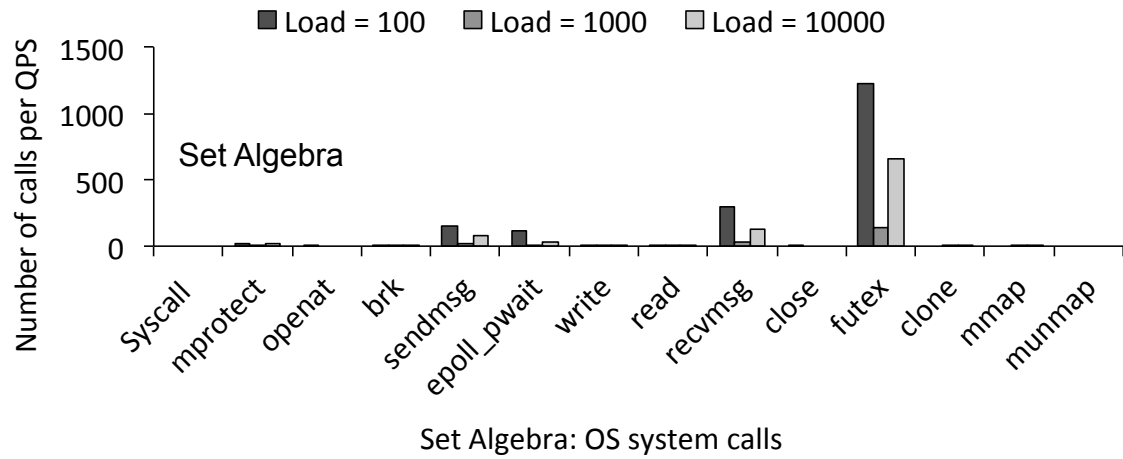 Load = 100 Load = 1000 Load = 10000
Number of calls per QPS
1500
1000
500
0
Set Algebra
Syscall
mprotect
openat
brk
sendmsg
epoll_pwait
write
read
recvmsg
close
futex
clone
mmap
munmap
Set Algebra: OS system calls